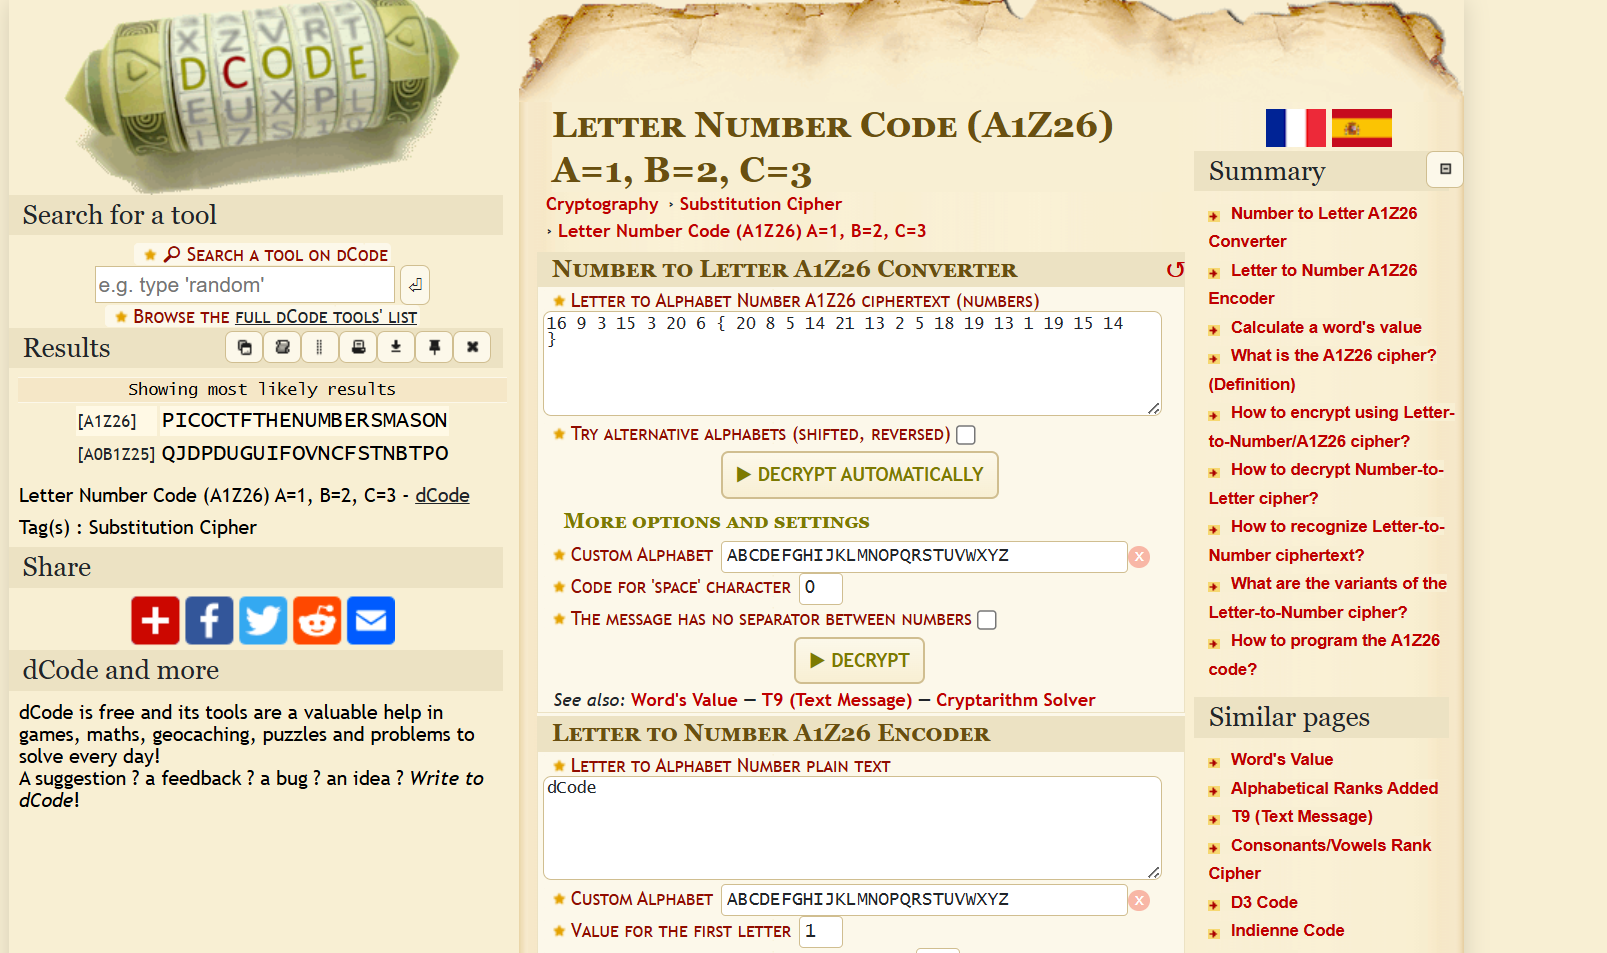 X Z V R T
D C O D E
E U X P L
Search for a tool
SEARCH A TOOL ON DCODE
e.g. type 'random'
BROWSE THE FULL DCODE TOOLS' LIST
Results
Showing most likely results
[A1Z26] PICOCTFTHENUMBERSMASON
[A0B1Z25] QJDPDUGUIFOVNCFSTNBTPO
Letter Number Code (A1Z26) A=1, B=2, C=3 - dCode
Tag(s) : Substitution Cipher
Share
dCode and more
dCode is free and its tools are a valuable help in
games, maths, geocaching, puzzles and problems to
solve every day!
A suggestion ? a feedback ? a bug ? an idea ? Write to
dCode!
LETTER NUMBER CODE (A1Z26)
A=1, B=2, C=3
Cryptography › Substitution Cipher
› Letter Number Code (A1Z26) A=1, B=2, C=3
NUMBER TO LETTER A1Z26 CONVERTER
LETTER TO ALPHABET NUMBER A1Z26 CIPHERTEXT (NUMBERS)
16 9 3 15 3 20 6 { 20 8 5 14 21 13 2 5 18 19 13 1 19 15 14
}
TRY ALTERNATIVE ALPHABETS (SHIFTED, REVERSED)
▶ DECRYPT AUTOMATICALLY
MORE OPTIONS AND SETTINGS
CUSTOM ALPHABET ABCDEFGHIJKLMNOPQRSTUVWXYZ x
CODE FOR 'SPACE' CHARACTER 0
THE MESSAGE HAS NO SEPARATOR BETWEEN NUMBERS
▶ DECRYPT
See also: Word's Value — T9 (Text Message) — Cryptarithm Solver
LETTER TO NUMBER A1Z26 ENCODER
LETTER TO ALPHABET NUMBER PLAIN TEXT
dCode
CUSTOM ALPHABET ABCDEFGHIJKLMNOPQRSTUVWXYZ x
VALUE FOR THE FIRST LETTER 1
Summary
Number to Letter A1Z26
Converter
Letter to Number A1Z26
Encoder
Calculate a word's value
What is the A1Z26 cipher?
(Definition)
How to encrypt using Letter-
to-Number/A1Z26 cipher?
How to decrypt Number-to-
Letter cipher?
How to recognize Letter-to-
Number ciphertext?
What are the variants of the
Letter-to-Number cipher?
How to program the A1Z26
code?
Similar pages
Word's Value
Alphabetical Ranks Added
T9 (Text Message)
Consonants/Vowels Rank
Cipher
D3 Code
Indienne Code